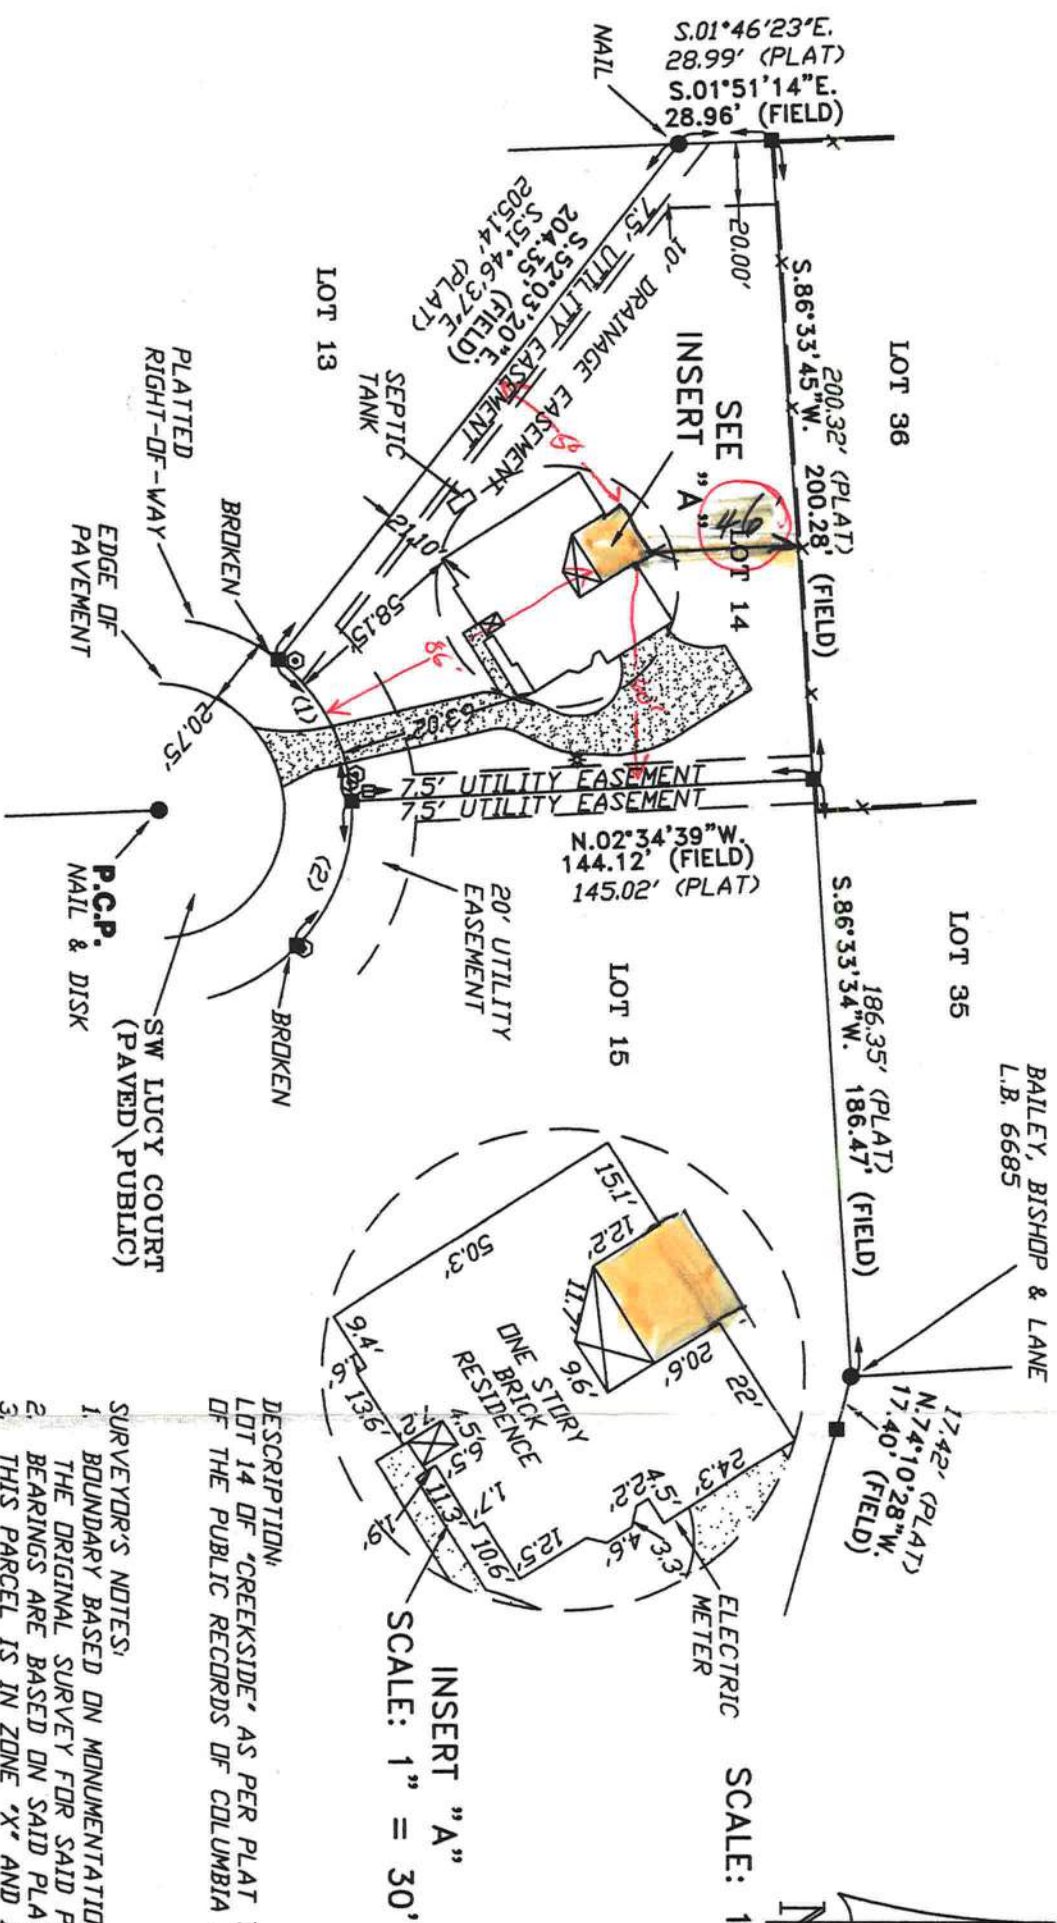 S.01°46'23"E.
28.99' (PLAT)
S.01°51'14"E.
28.96' (FIELD)
NAIL
20.00'
LOT 36
200.32' (PLAT)
S.86°33'45"W. 200.28' (FIELD)
7.5' UTILITY EASEMENT
10' DRAINAGE EASEMENT
S.52°03'20"E.
204.35' (FIELD)
S.51°46'37"E.
205.14' (PLAT)
LOT 13
SEE
INSERT "A"
46
LOT 14
SEPTIC
TANK
21.10'
58.15'
86'
63.02'
PLATTED
RIGHT-OF-WAY
BROKEN
EDGE OF
PAVEMENT
20.75'
(1)
(2)
7.5' UTILITY EASEMENT
7.5' UTILITY EASEMENT
N.02°34'39"W.
144.12' (FIELD)
145.02' (PLAT)
20' UTILITY
EASEMENT
BROKEN
P.C.P.
NAIL & DISK
SW LUCY COURT
(PAVED\PUBLIC)
LOT 15
LOT 35
186.35' (PLAT)
S.86°33'34"W. 186.47' (FIELD)
BAILEY, BISHOP & LANE
L.B. 6685
17.42' (PLAT)
N.74°10'28"W.
17.40' (FIELD)
15.1'
12.2'
50.3'
11.7'
9.6'
20.6'
22'
24.3'
ONE STORY
BRICK
RESIDENCE
9.4'
.6'
13.6'
4.5'
11.3'
1.7'
10.6'
12.5'
4.6'
3.3'
2.2'
4.5'
1.9'
ELECTRIC
METER
INSERT "A"
SCALE: 1" = 30'
SCALE: 1
N
DESCRIPTION:
LOT 14 OF "CREEKSIDE" AS PER PLAT
OF THE PUBLIC RECORDS OF COLUMBIA
SURVEYOR'S NOTES:
1. BOUNDARY BASED ON MONUMENTATIO
THE ORIGINAL SURVEY FOR SAID P
2. BEARINGS ARE BASED ON SAID PLA
3. THIS PARCEL IS IN ZONE "X" AND